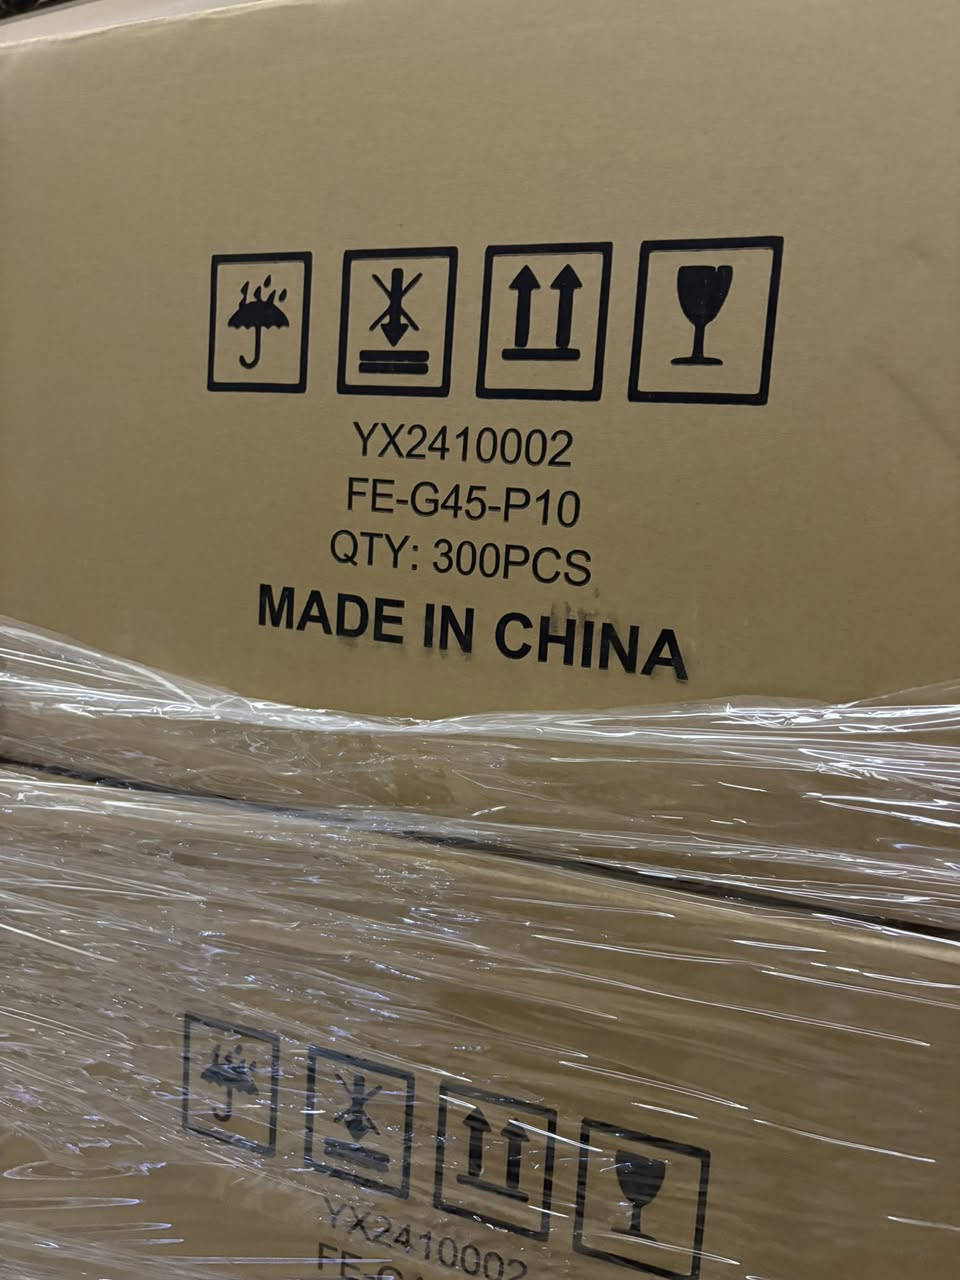 YX2410002
FE-G45-P10
QTY: 300PCS
MADE IN CHINA
YX2410002